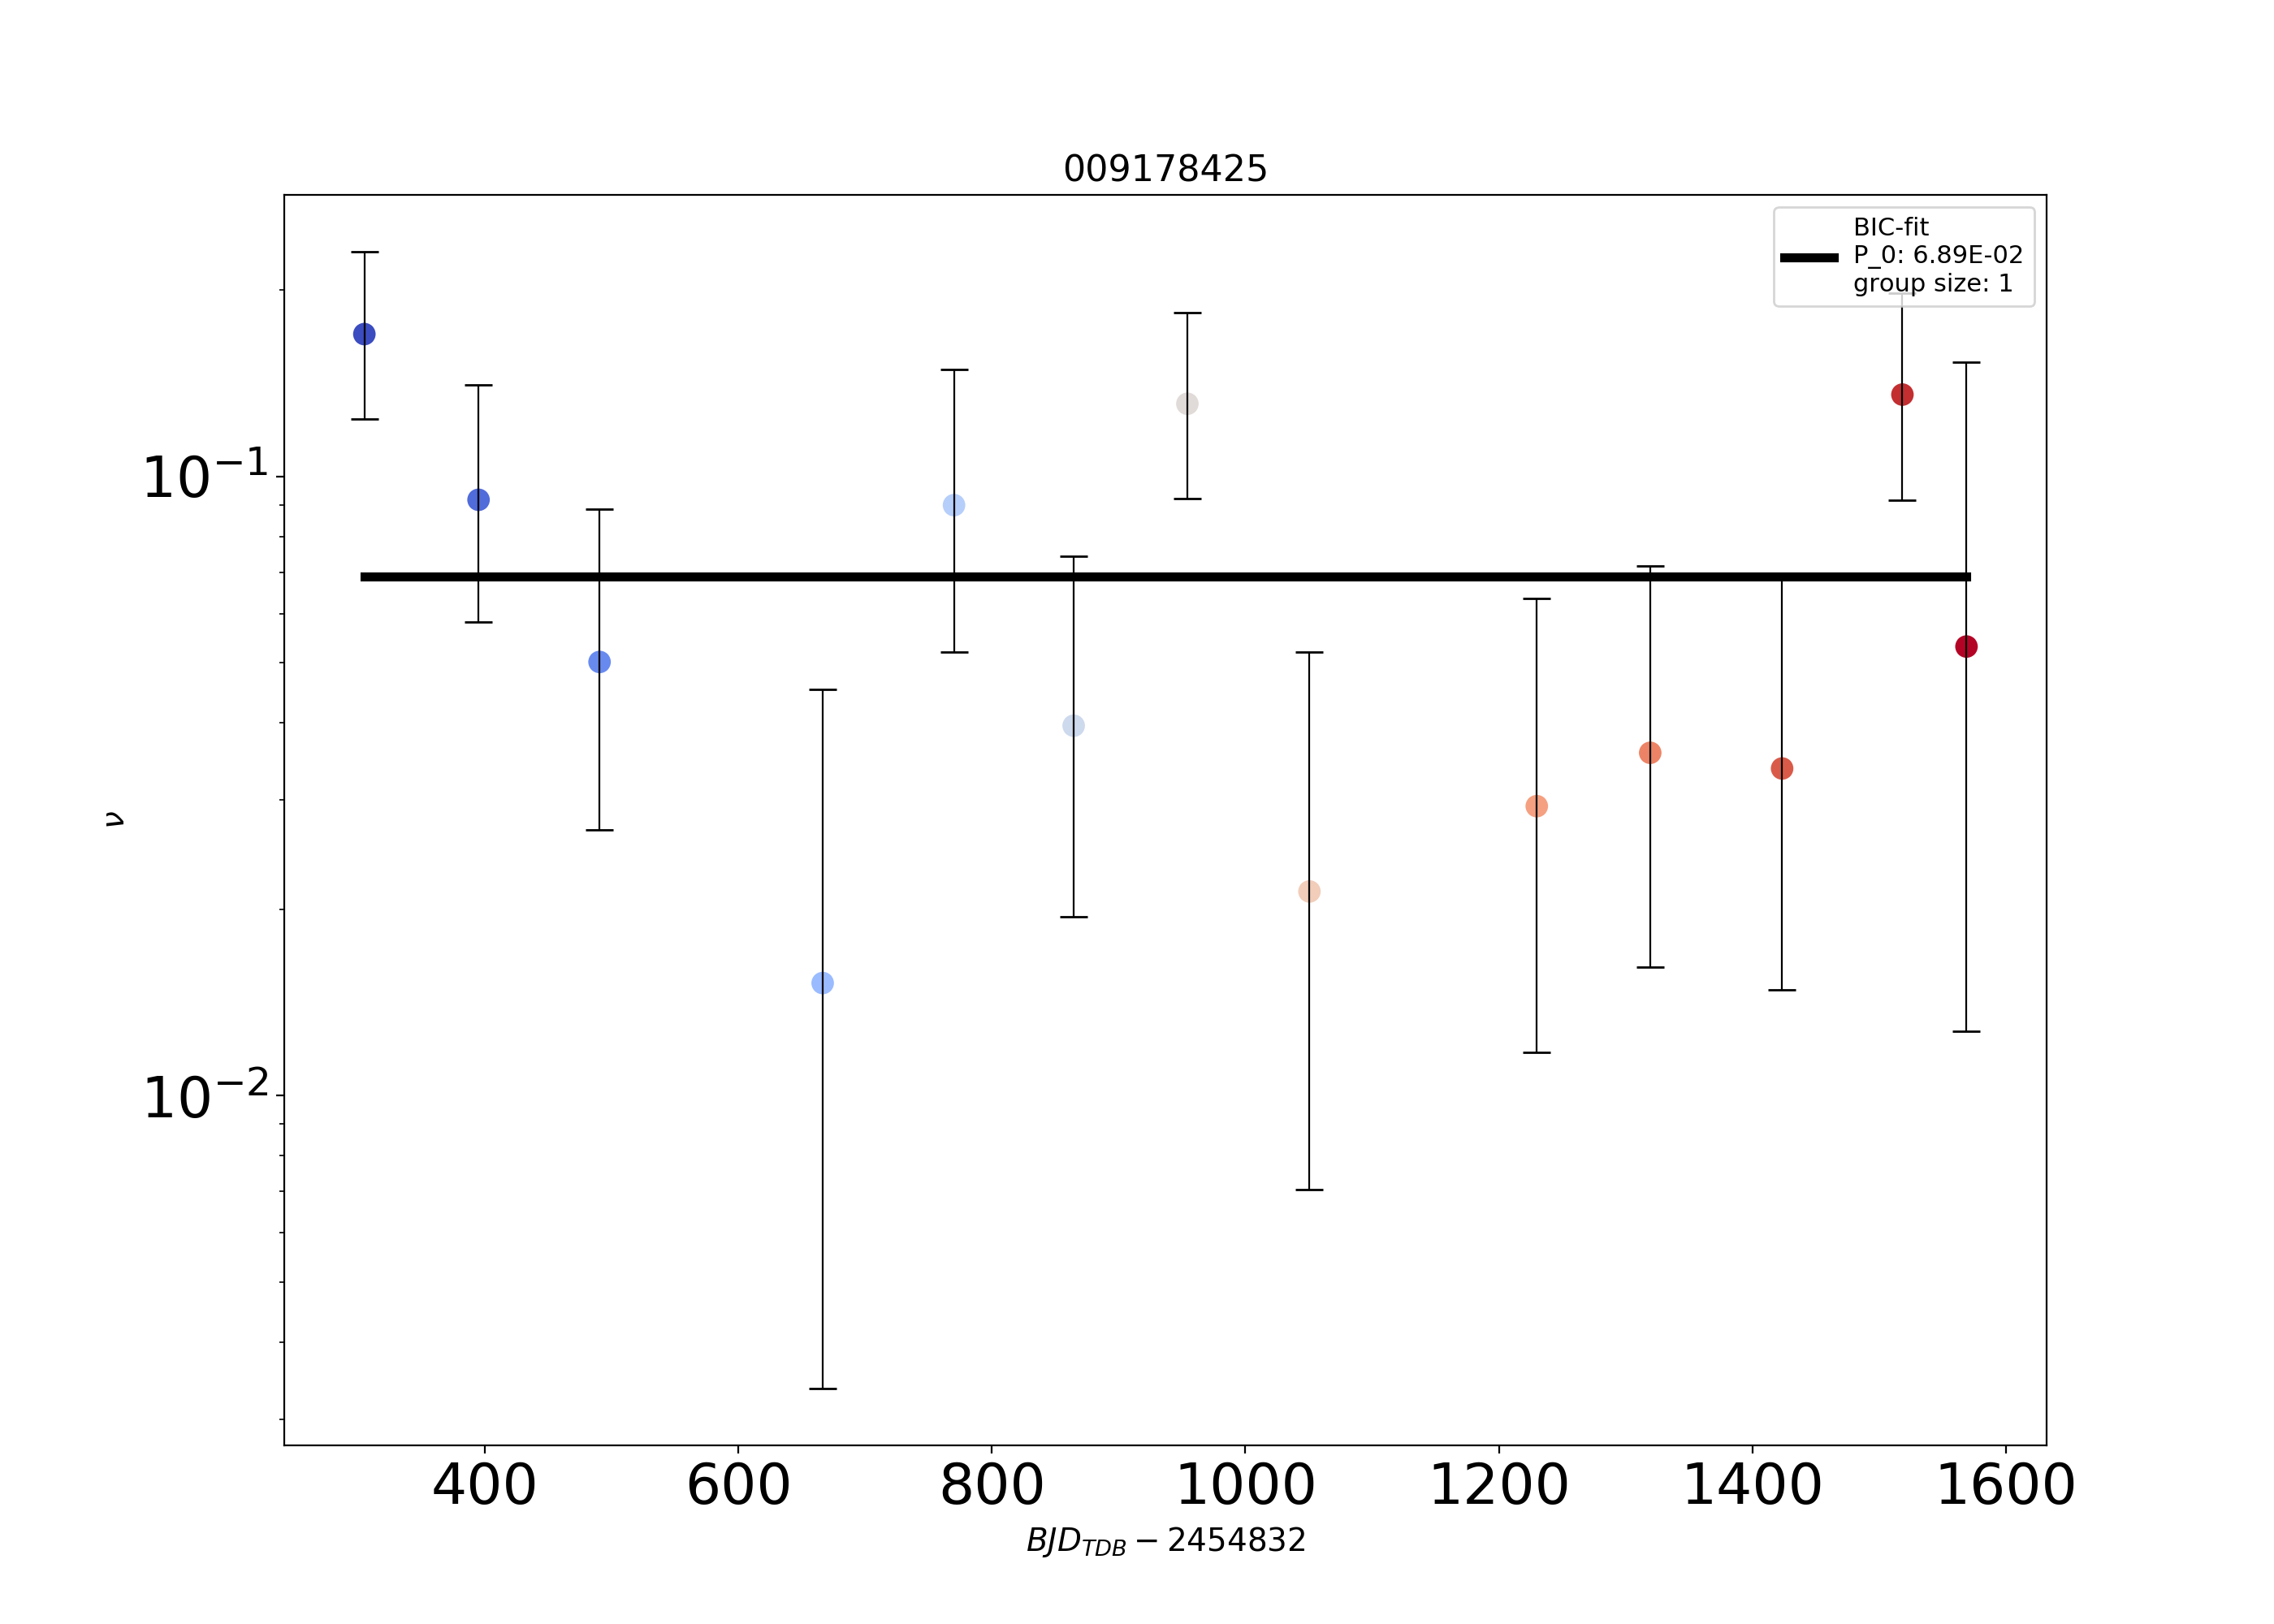 009178425
BIC-fit
P_0: 6.89E-02
group size: 1
10⁻¹
10⁻²
ν
400 600 800 1000 1200 1400 1600
BJD_TDB − 2454832